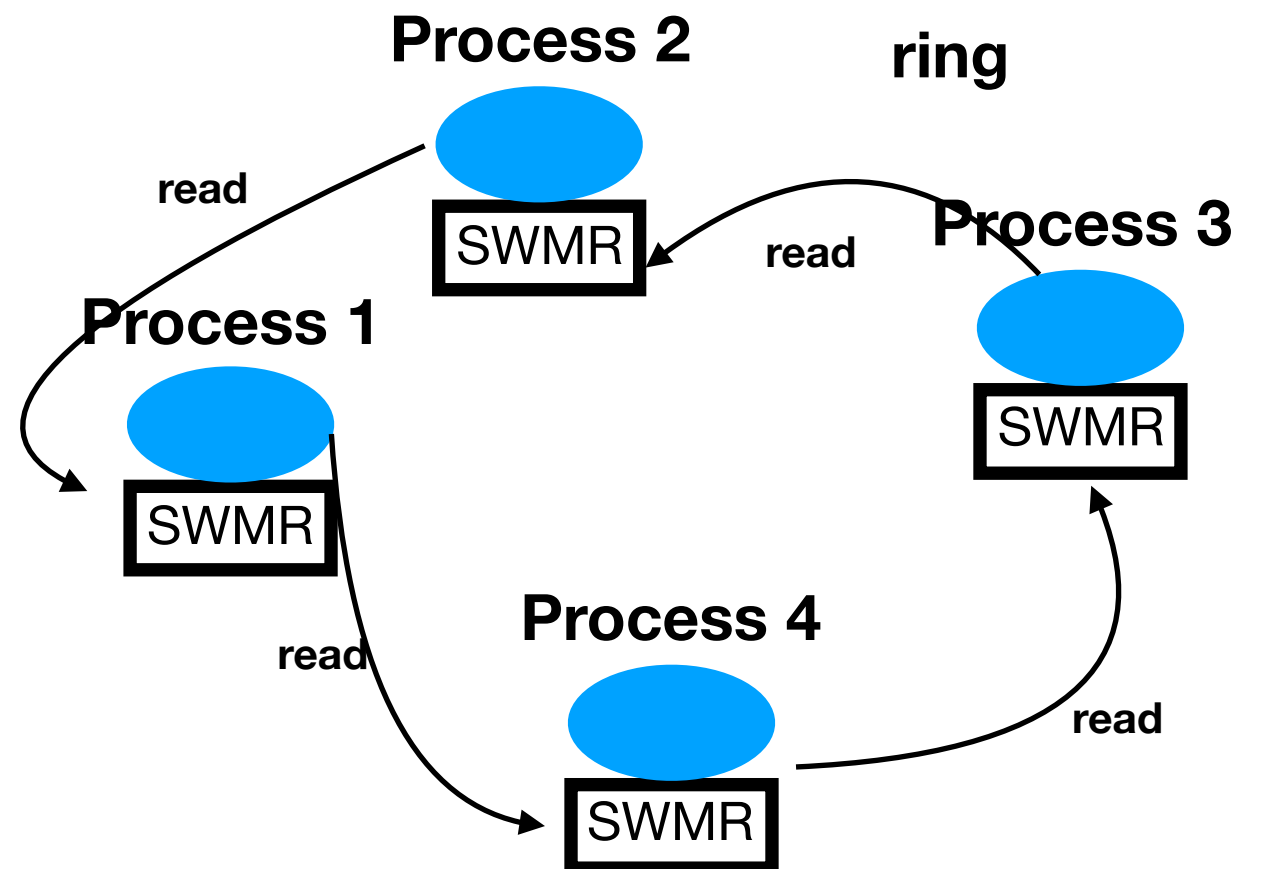 Process 2
ring
read
Process 3
read
SWMR
Process 1
SWMR
SWMR
Process 4
read
read
SWMR